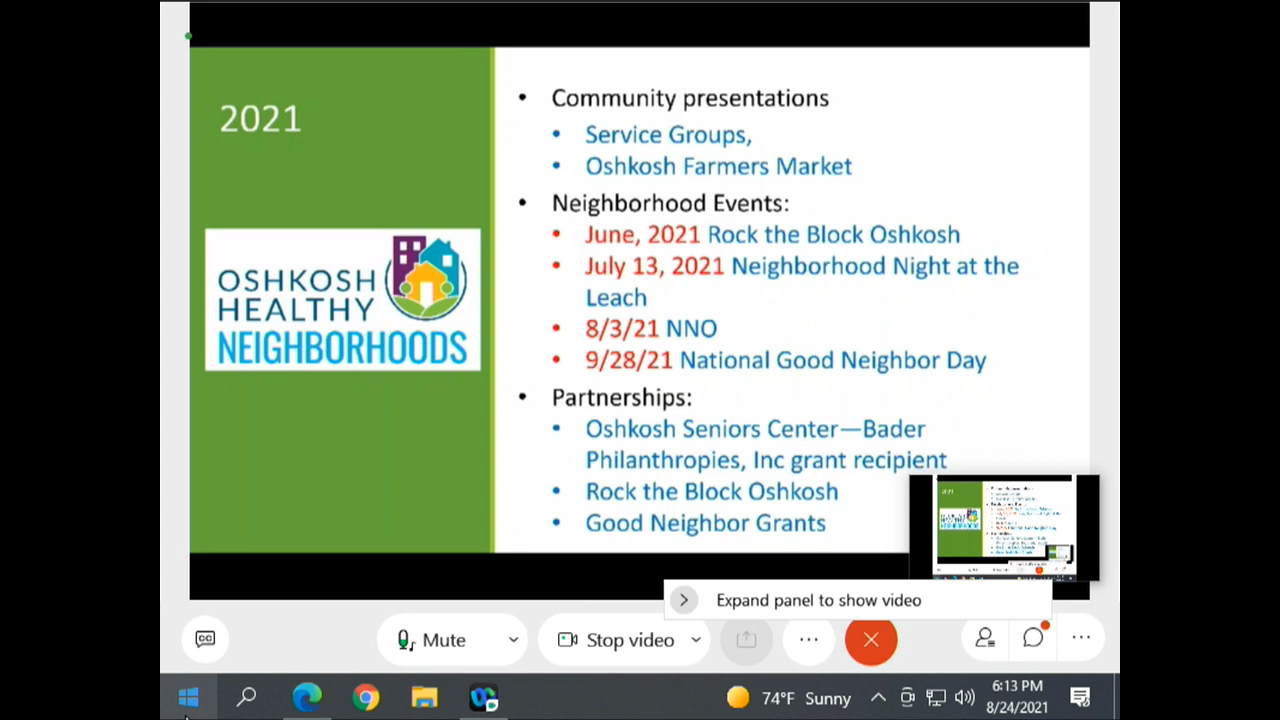 2021
OSHKOSH
HEALTHY
NEIGHBORHOODS
• Community presentations
• Service Groups,
• Oshkosh Farmers Market
• Neighborhood Events:
• June, 2021 Rock the Block Oshkosh
• July 13, 2021 Neighborhood Night at the
Leach
• 8/3/21 NNO
• 9/28/21 National Good Neighbor Day
• Partnerships:
• Oshkosh Seniors Center—Bader
Philanthropies, Inc grant recipient
• Rock the Block Oshkosh
• Good Neighbor Grants
2021
Expand panel to show video
CC
Mute
Stop video
74°F Sunny
6:13 PM
8/24/2021